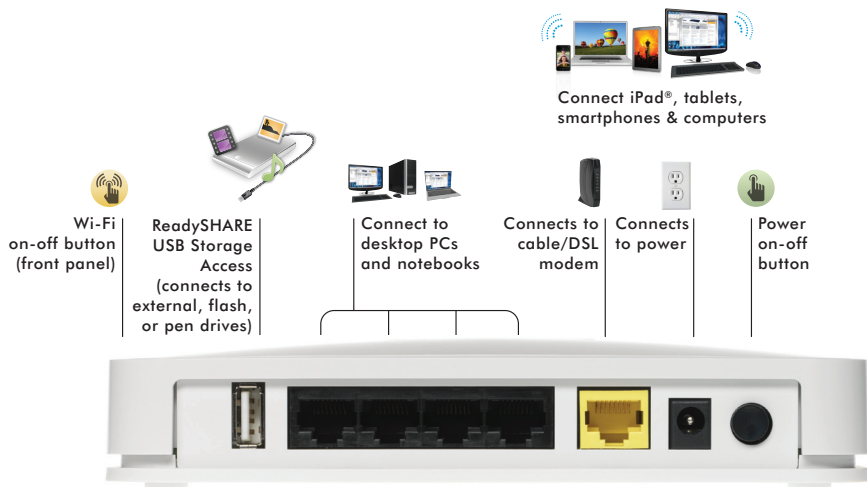 Connect iPad®, tablets,
smartphones & computers
Wi-Fi
on-off button
(front panel)
ReadySHARE
USB Storage
Access
(connects to
external, flash,
or pen drives)
Connect to
desktop PCs
and notebooks
Connects to
cable/DSL
modem
Connects
to power
Power
on-off
button